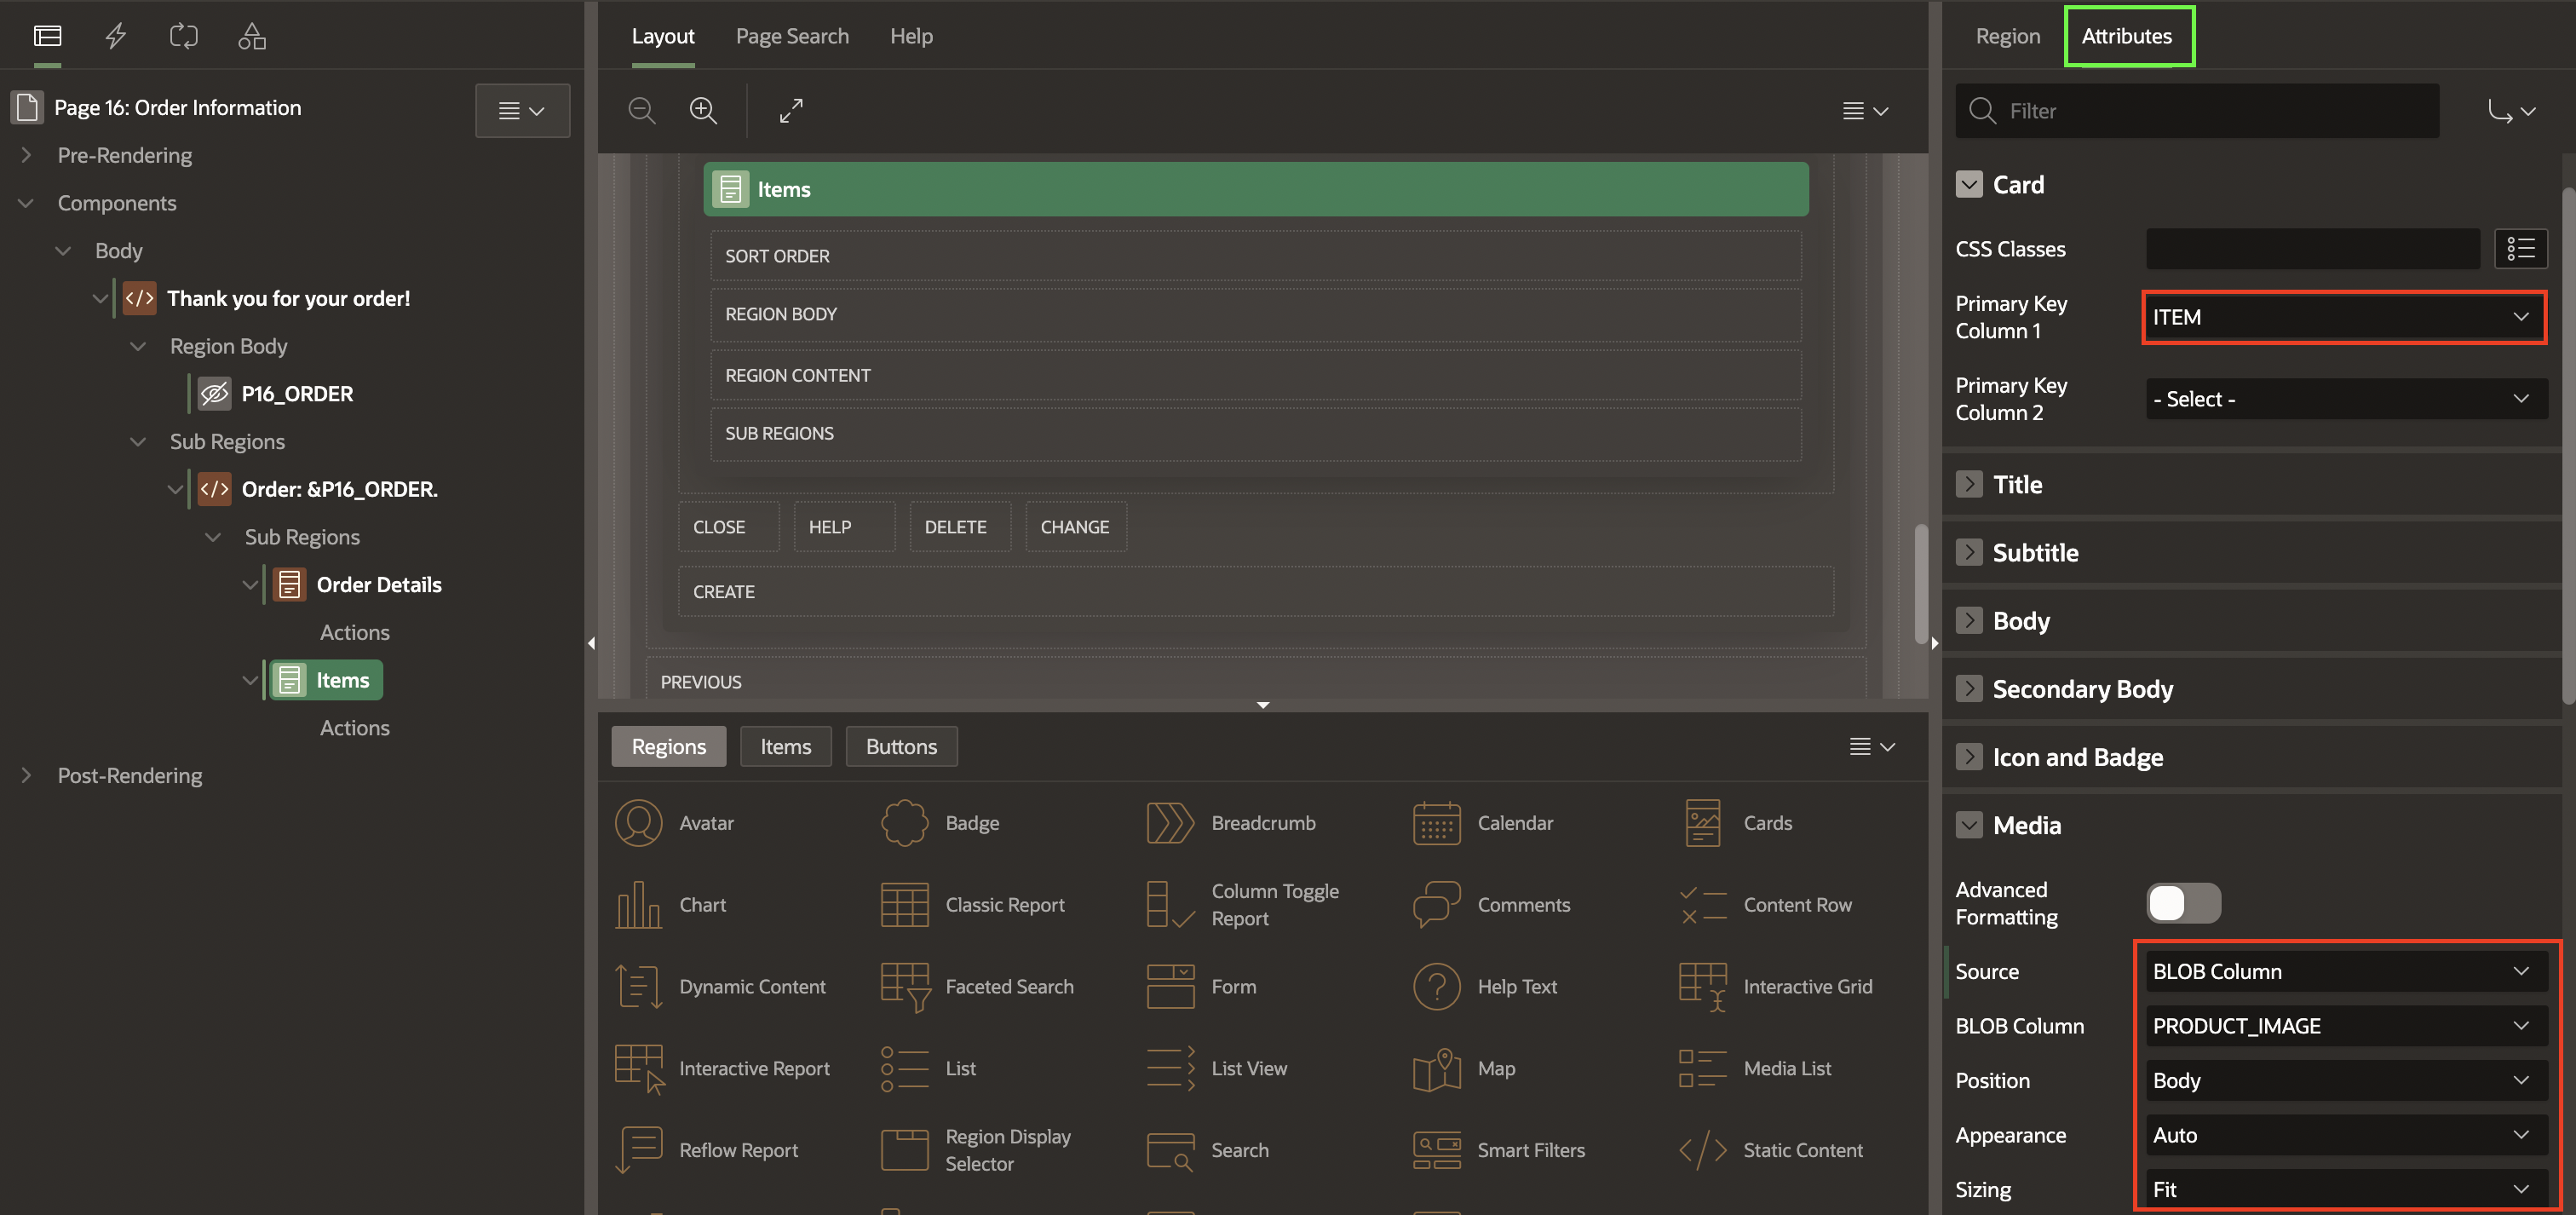 Page 16: Order Information
Pre-Rendering
Components
Body
Thank you for your order!
Region Body
P16_ORDER
Sub Regions
Order: &P16_ORDER.
Sub Regions
Order Details
Actions
Items
Actions
Post-Rendering
Layout
Page Search
Help
Items
SORT ORDER
REGION BODY
REGION CONTENT
SUB REGIONS
CLOSE
HELP
DELETE
CHANGE
CREATE
PREVIOUS
Regions
Items
Buttons
Avatar
Badge
Breadcrumb
Calendar
Cards
Chart
Classic Report
Column Toggle
Report
Comments
Content Row
Dynamic Content
Faceted Search
Form
Help Text
Interactive Grid
Interactive Report
List
List View
Map
Media List
Reflow Report
Region Display
Selector
Search
Smart Filters
Static Content
Region
Attributes
Filter
Card
CSS Classes
Primary Key
Column 1
ITEM
Primary Key
Column 2
- Select -
Title
Subtitle
Body
Secondary Body
Icon and Badge
Media
Advanced
Formatting
Source
BLOB Column
BLOB Column
PRODUCT_IMAGE
Position
Body
Appearance
Auto
Sizing
Fit